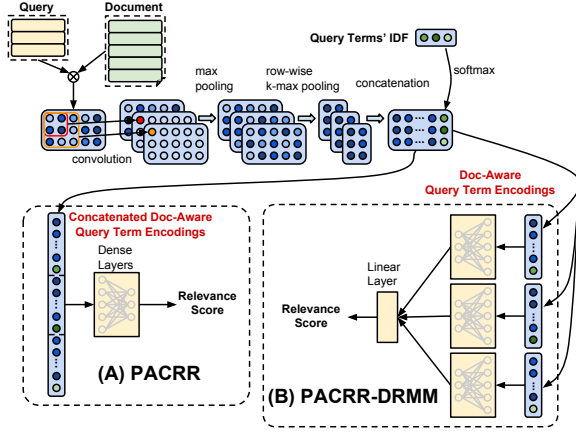 Query
Document
Query Terms' IDF
max
pooling
row-wise
k-max pooling
concatenation
softmax
convolution
Concatenated Doc-Aware
Query Term Encodings
Dense
Layers
Relevance
Score
(A) PACRR
Doc-Aware
Query Term Encodings
Linear
Layer
Relevance
Score
(B) PACRR-DRMM